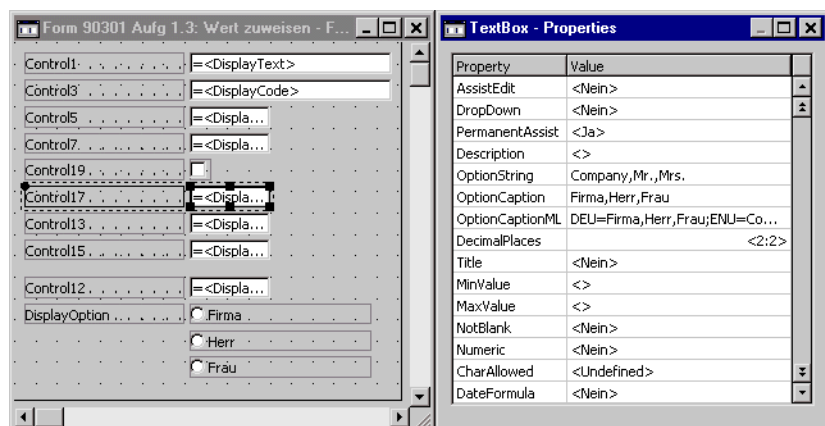 Form 90301 Aufg 1.3: Wert zuweisen - F...
Control1 =<DisplayText>
Control3 =<DisplayCode>
Control5 =<Displa...
Control7 =<Displa...
Control19
Control17 =<Displa...
Control13 =<Displa...
Control15 =<Displa...
Control12 =<Displa...
DisplayOption Firma
Herr
Frau
TextBox - Properties
Property Value
AssistEdit <Nein>
DropDown <Nein>
PermanentAssist <Ja>
Description <>
OptionString Company,Mr.,Mrs.
OptionCaption Firma,Herr,Frau
OptionCaptionML DEU=Firma,Herr,Frau;ENU=Co...
DecimalPlaces <2:2>
Title <Nein>
MinValue <>
MaxValue <>
NotBlank <Nein>
Numeric <Nein>
CharAllowed <Undefined>
DateFormula <Nein>